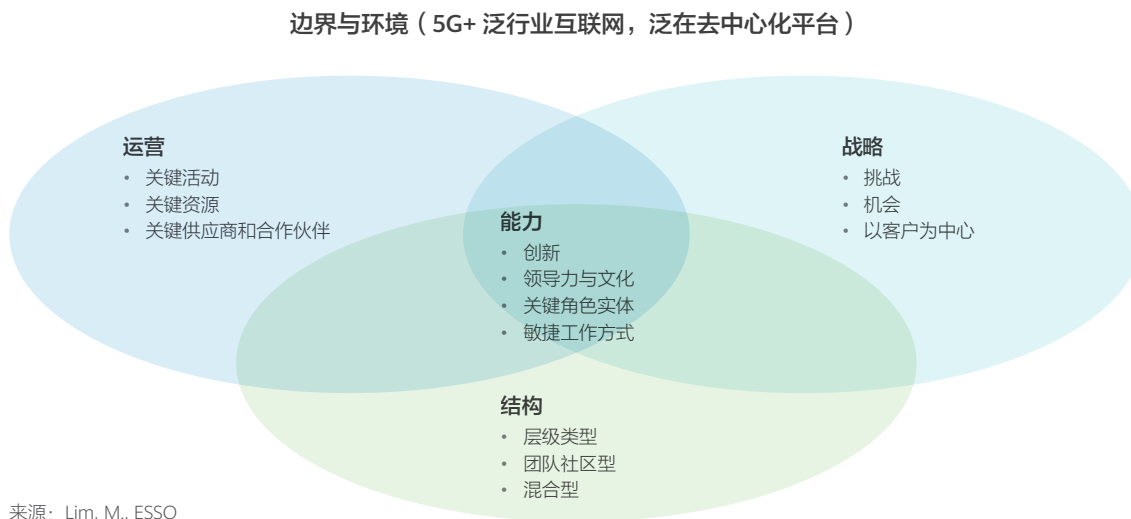 边界与环境（5G+ 泛行业互联网，泛在去中心化平台）
运营
• 关键活动
• 关键资源
• 关键供应商和合作伙伴
战略
• 挑战
• 机会
• 以客户为中心
能力
• 创新
• 领导力与文化
• 关键角色实体
• 敏捷工作方式
结构
• 层级类型
• 团队社区型
• 混合型
来源：Lim, M., ESSO